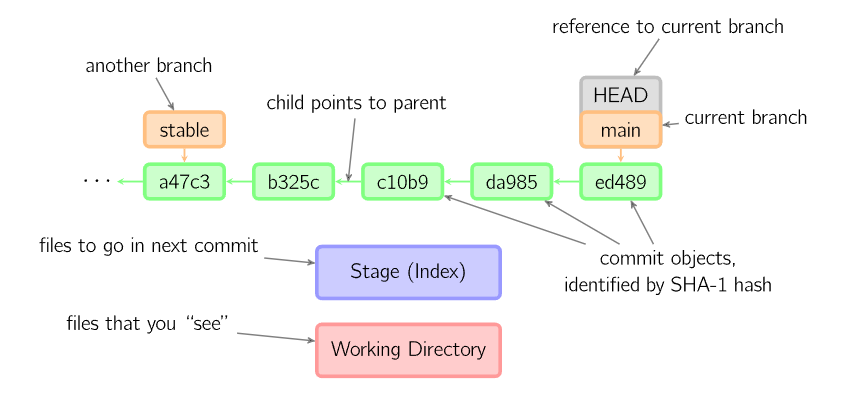 reference to current branch
another branch
HEAD
child points to parent
stable
main
current branch
...
a47c3
b325c
c10b9
da985
ed489
files to go in next commit
Stage (Index)
commit objects,
identified by SHA-1 hash
files that you “see”
Working Directory